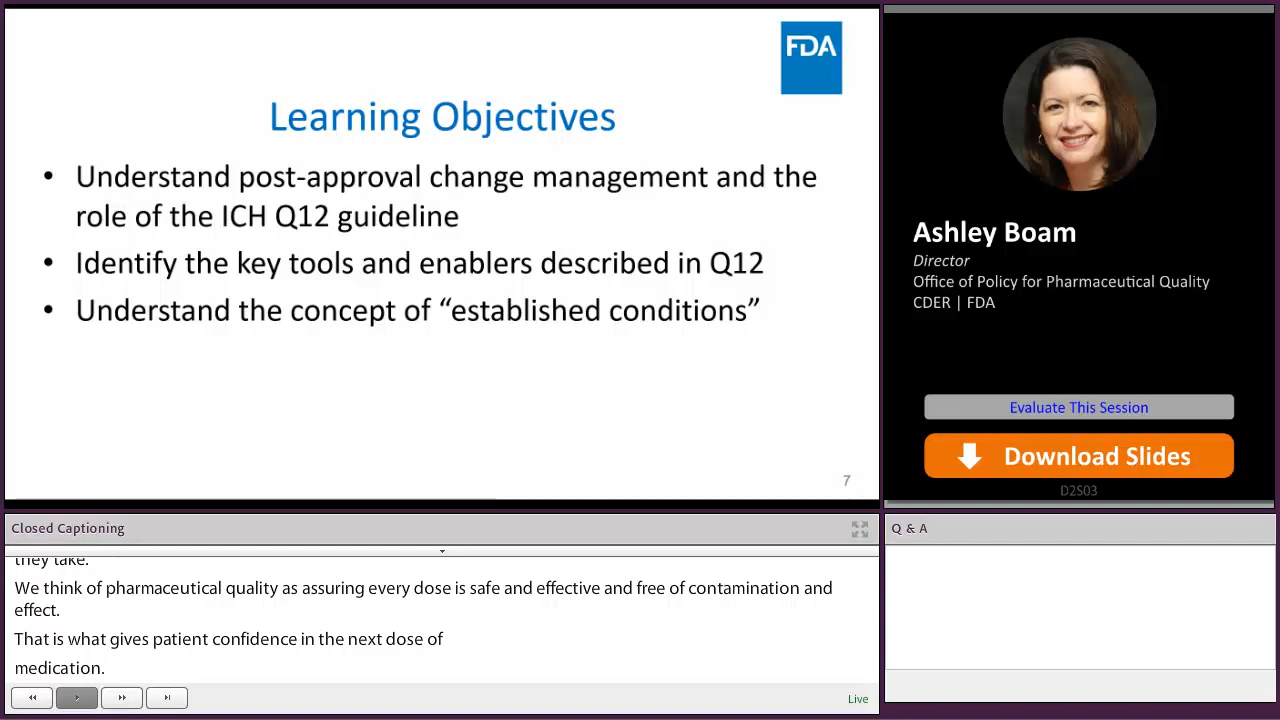 FDA
Learning Objectives
• Understand post-approval change management and the
role of the ICH Q12 guideline
• Identify the key tools and enablers described in Q12
• Understand the concept of “established conditions”
7
Ashley Boam
Director
Office of Policy for Pharmaceutical Quality
CDER | FDA
Evaluate This Session
Download Slides
D2S03
Closed Captioning
they take.
We think of pharmaceutical quality as assuring every dose is safe and effective and free of contamination and
effect.
That is what gives patient confidence in the next dose of
medication.
Live
Q & A